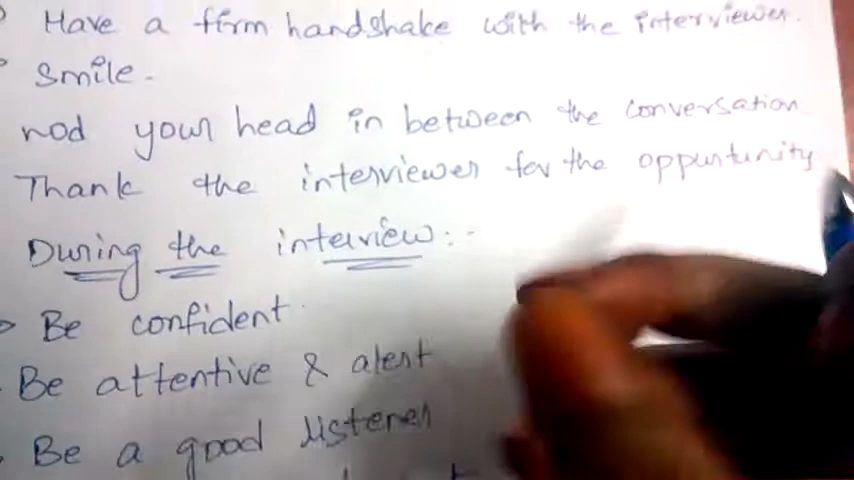 Have a firm handshake with the interviewer.
Smile.
nod your head in between the conversation
Thank the interviewer for the oppurtunity
During the interview:-
Be confident.
Be attentive & alert
Be a good listener